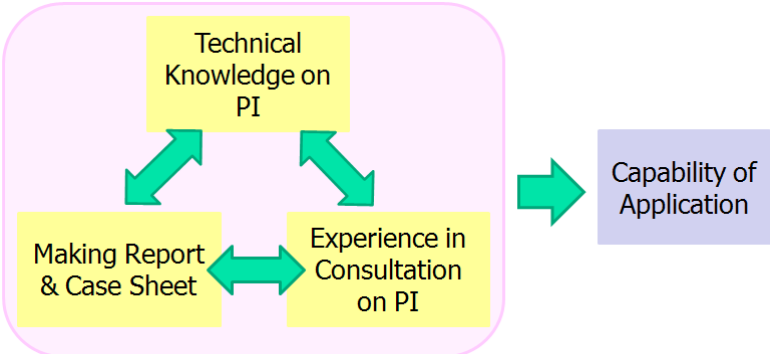 Technical
Knowledge on
PI
Making Report
& Case Sheet
Experience in
Consultation
on PI
Capability of
Application